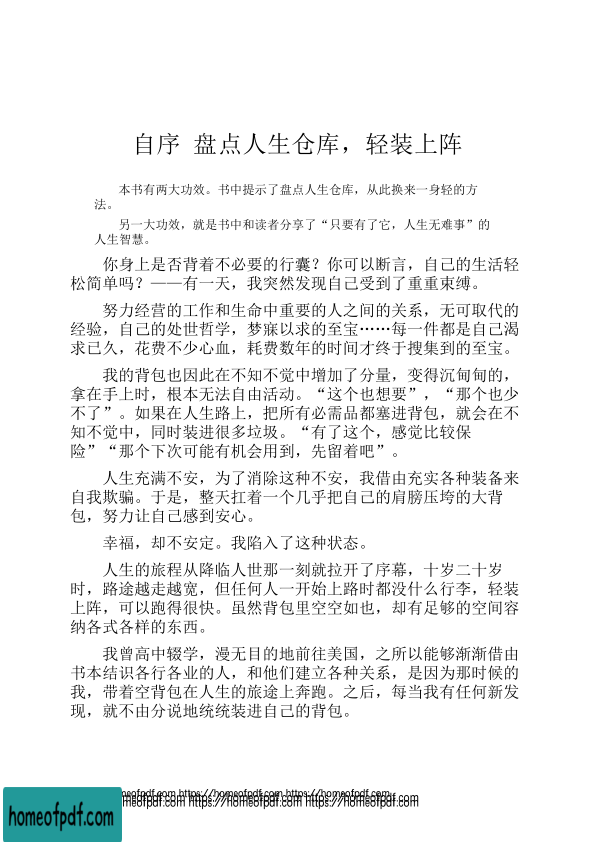 自序 盘点人生仓库，轻装上阵
本书有两大功效。书中提示了盘点人生仓库，从此换来一身轻的方
法。
另一大功效，就是书中和读者分享了“只要有了它，人生无难事”的
人生智慧。
你身上是否背着不必要的行囊？你可以断言，自己的生活轻
松简单吗？——有一天，我突然发现自己受到了重重束缚。
努力经营的工作和生命中重要的人之间的关系，无可取代的
经验，自己的处世哲学，梦寐以求的至宝……每一件都是自己渴
求已久，花费不少心血，耗费数年的时间才终于搜集到的至宝。
我的背包也因此在不知不觉中增加了分量，变得沉甸甸的，
拿在手上时，根本无法自由活动。“这个也想要”，“那个也少
不了”。如果在人生路上，把所有必需品都塞进背包，就会在不
知不觉中，同时装进很多垃圾。“有了这个，感觉比较保
险”“那个下次可能有机会用到，先留着吧”。
人生充满不安，为了消除这种不安，我借由充实各种装备来
自我欺骗。于是，整天扛着一个几乎把自己的肩膀压垮的大背
包，努力让自己感到安心。
幸福，却不安定。我陷入了这种状态。
人生的旅程从降临人世那一刻就拉开了序幕，十岁二十岁
时，路途越走越宽，但任何人一开始上路时都没什么行李，轻装
上阵，可以跑得很快。虽然背包里空空如也，却有足够的空间容
纳各式各样的东西。
我曾高中辍学，漫无目的地前往美国，之所以能够渐渐借由
书本结识各行各业的人，和他们建立各种关系，是因为那时候的
我，带着空背包在人生的旅途上奔跑。之后，每当我有任何新发
现，就不由分说地统统装进自己的背包。
homeofpdf.com https://homeofpdf.com https://homeofpdf.com
homeofpdf.com https://homeofpdf.com https://homeofpdf.com
homeofpdf.com